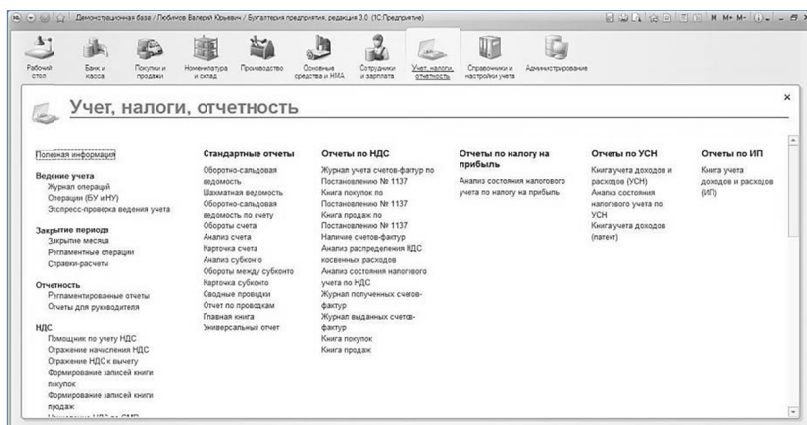 Демонстрационная база / Любимов Валерий Юрьевич / Бухгалтерия предприятия, редакция 3.0 (1С:Предприятие)
M M+ M-
Рабочий стол
Банк и касса
Покупки и продажи
Номенклатура и склад
Производство
Основные средства и НМА
Сотрудники и зарплата
Учет, налоги, отчетность
Справочники и настройки учета
Администрирование
Учет, налоги, отчетность
Полезная информация
Ведение учета
Журнал операций
Операции (БУ и НУ)
Экспресс-проверка ведения учета
Закрытие периода
Закрытие месяца
Регламентные операции
Справки-расчеты
Отчетность
Регламентированные отчеты
Отчеты для руководителя
НДС
Помощник по учету НДС
Отражение начисления НДС
Отражение НДС к вычету
Формирование записей книги
покупок
Формирование записей книги
продаж
Стандартные отчеты
Оборотно-сальдовая
ведомость
Шахматная ведомость
Оборотно-сальдовая
ведомость по счету
Обороты счета
Анализ счета
Карточка счета
Анализ субконто
Обороты между субконто
Карточка субконто
Сводные проводки
Отчет по проводкам
Главная книга
Универсальный отчет
Отчеты по НДС
Журнал учета счетов-фактур по
Постановлению № 1137
Книга покупок по
Постановлению № 1137
Книга продаж по
Постановлению № 1137
Наличие счетов-фактур
Анализ распределения НДС
косвенных расходов
Анализ состояния налогового
учета по НДС
Журнал полученных счетов-
фактур
Журнал выданных счетов-
фактур
Книга покупок
Книга продаж
Отчеты по налогу на
прибыль
Анализ состояния налогового
учета по налогу на прибыль
Отчеты по УСН
Книга учета доходов и
расходов (УСН)
Анализ состояния
налогового учета по
УСН
Книга учета доходов
(патент)
Отчеты по ИП
Книга учета
доходов и расходов
(ИП)